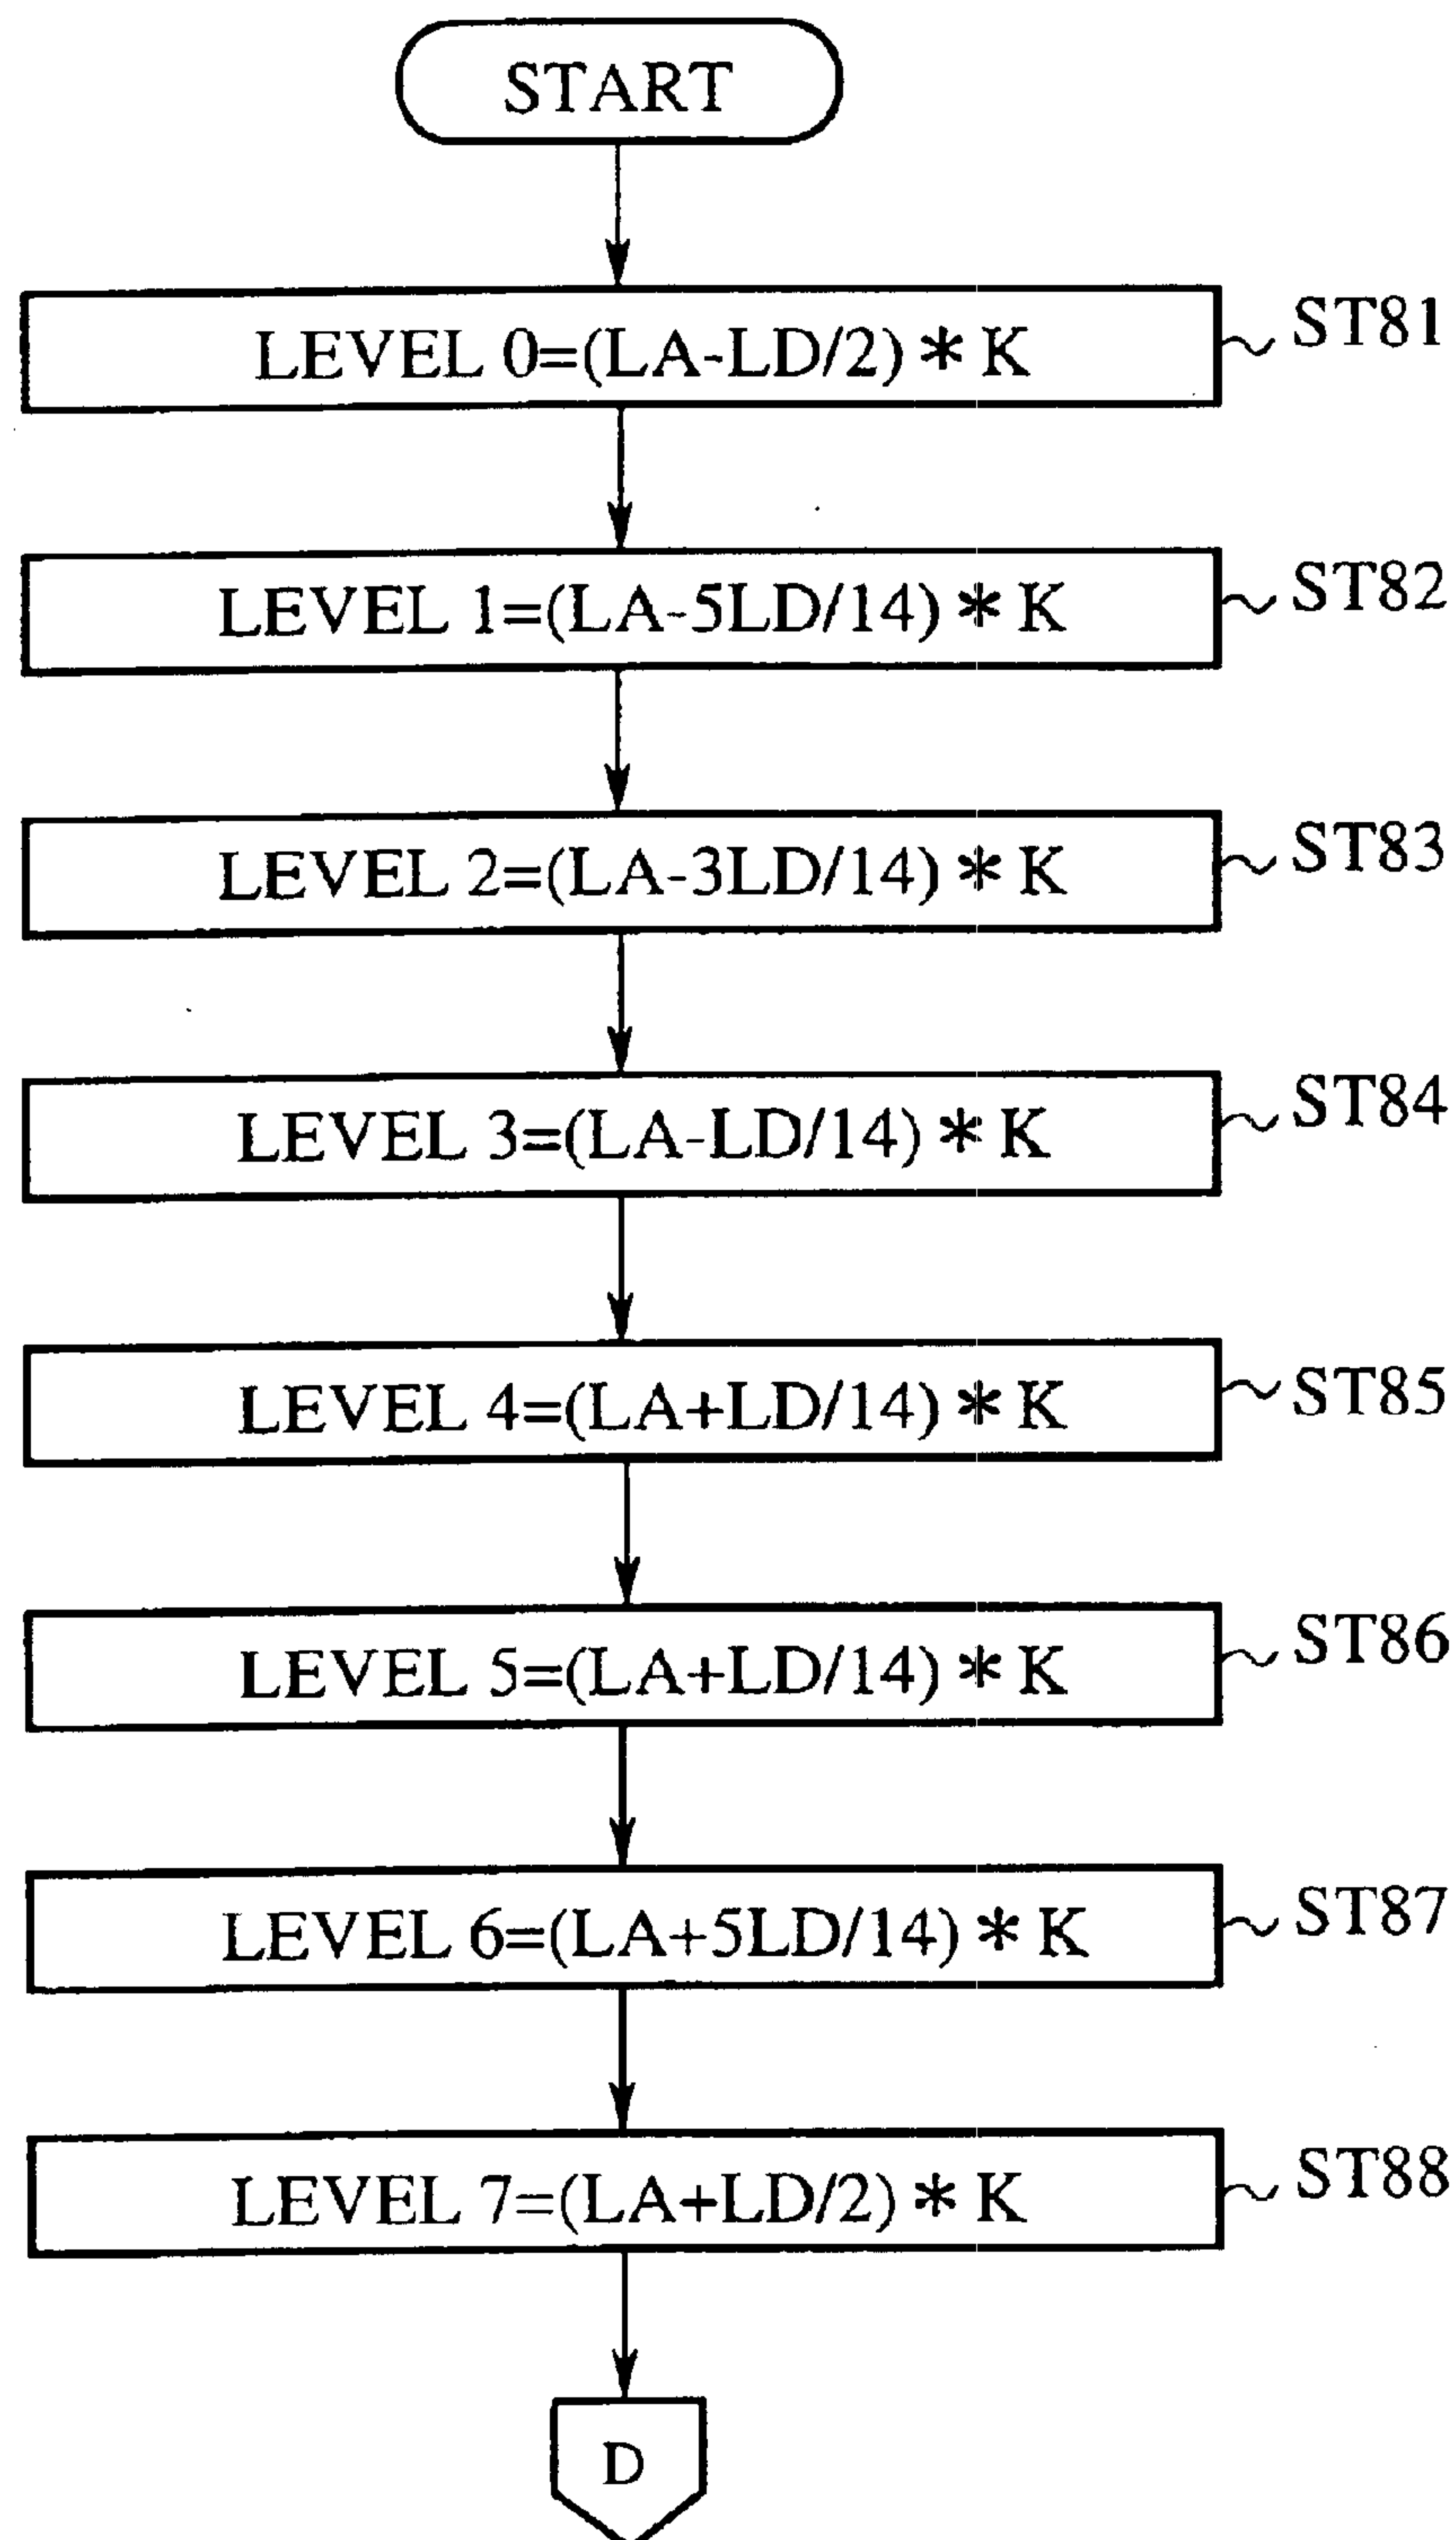 START
LEVEL 0=(LA-LD/2) * K
ST81
LEVEL 1=(LA-5LD/14) * K
ST82
LEVEL 2=(LA-3LD/14) * K
ST83
LEVEL 3=(LA-LD/14) * K
ST84
LEVEL 4=(LA+LD/14) * K
ST85
LEVEL 5=(LA+LD/14) * K
ST86
LEVEL 6=(LA+5LD/14) * K
ST87
LEVEL 7=(LA+LD/2) * K
ST88
D